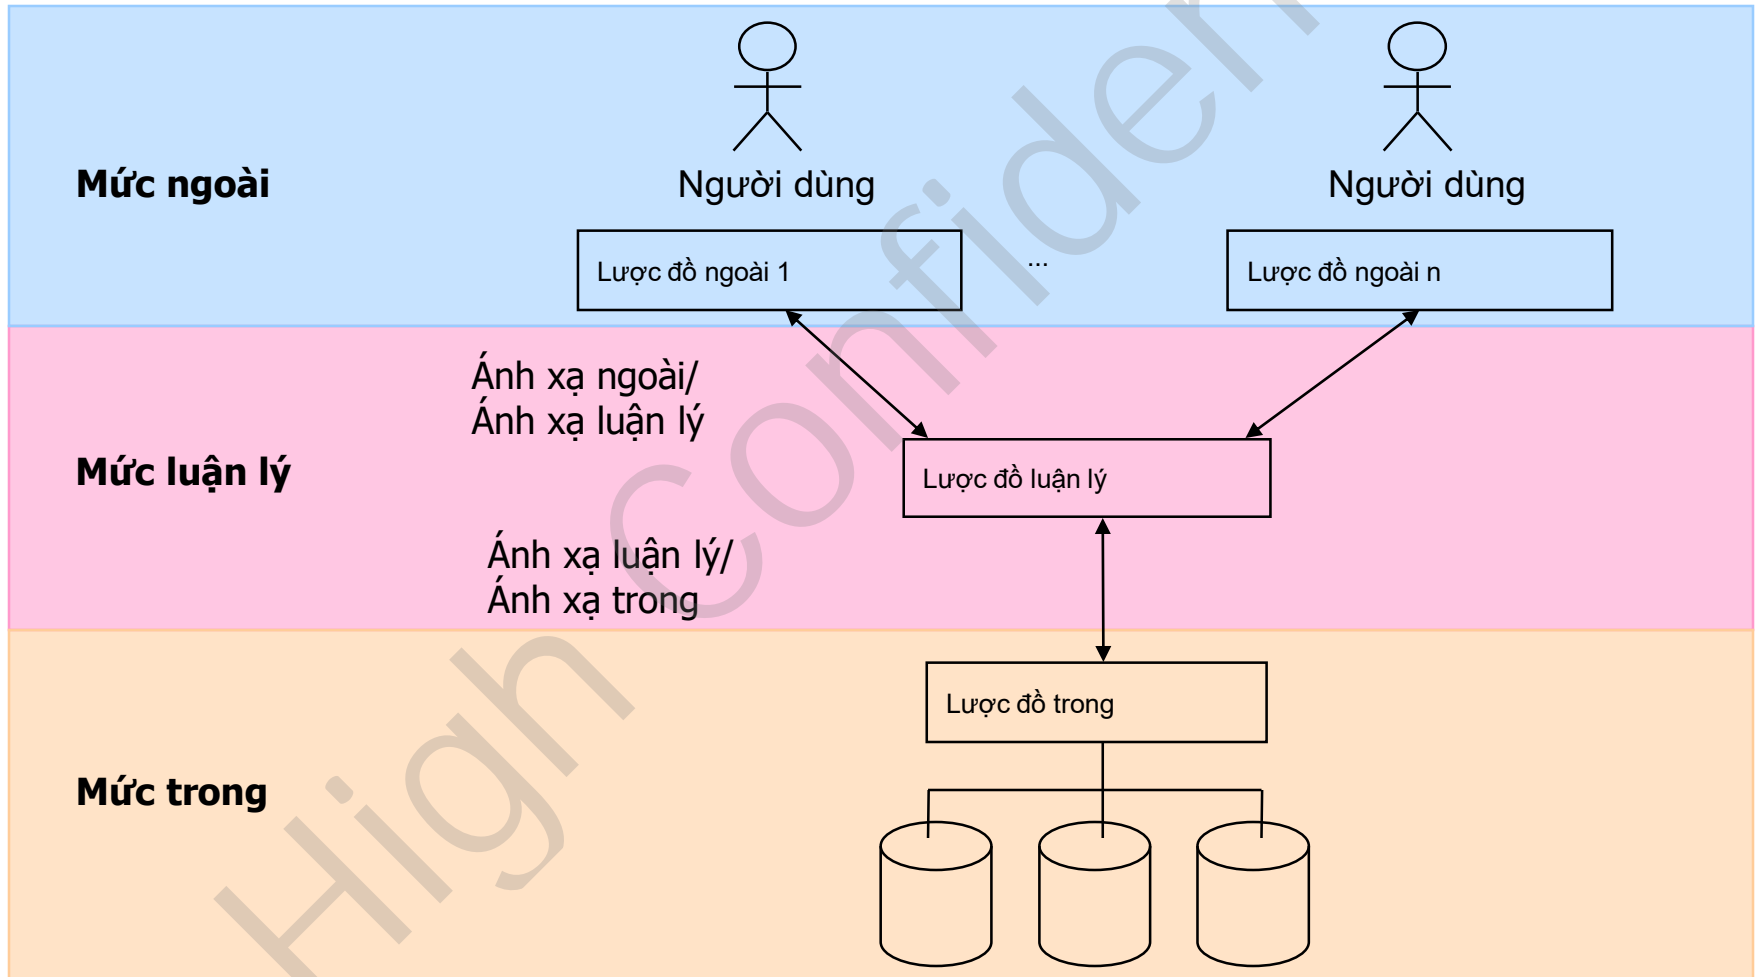 Người dùng
Người dùng
Mức ngoài
Lược đồ ngoài 1
...
Lược đồ ngoài n
Ánh xạ ngoài/
Ánh xạ luận lý
Mức luận lý
Lược đồ luận lý
Ánh xạ luận lý/
Ánh xạ trong
Lược đồ trong
Mức trong
High Confiden